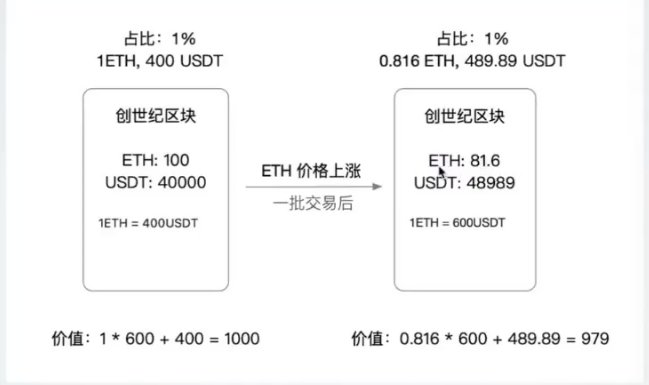 占比：1%
1ETH, 400 USDT
创世纪区块
ETH: 100
USDT: 40000
1ETH = 400USDT
ETH 价格上涨
一批交易后
占比：1%
0.816 ETH, 489.89 USDT
创世纪区块
ETH: 81.6
USDT: 48989
1ETH = 600USDT
价值：1 * 600 + 400 = 1000
价值：0.816 * 600 + 489.89 = 979